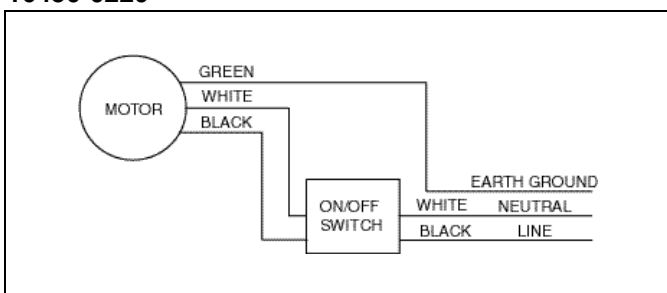 GREEN
WHITE
MOTOR
BLACK
EARTH GROUND
ON/OFF
SWITCH
WHITE NEUTRAL
BLACK LINE